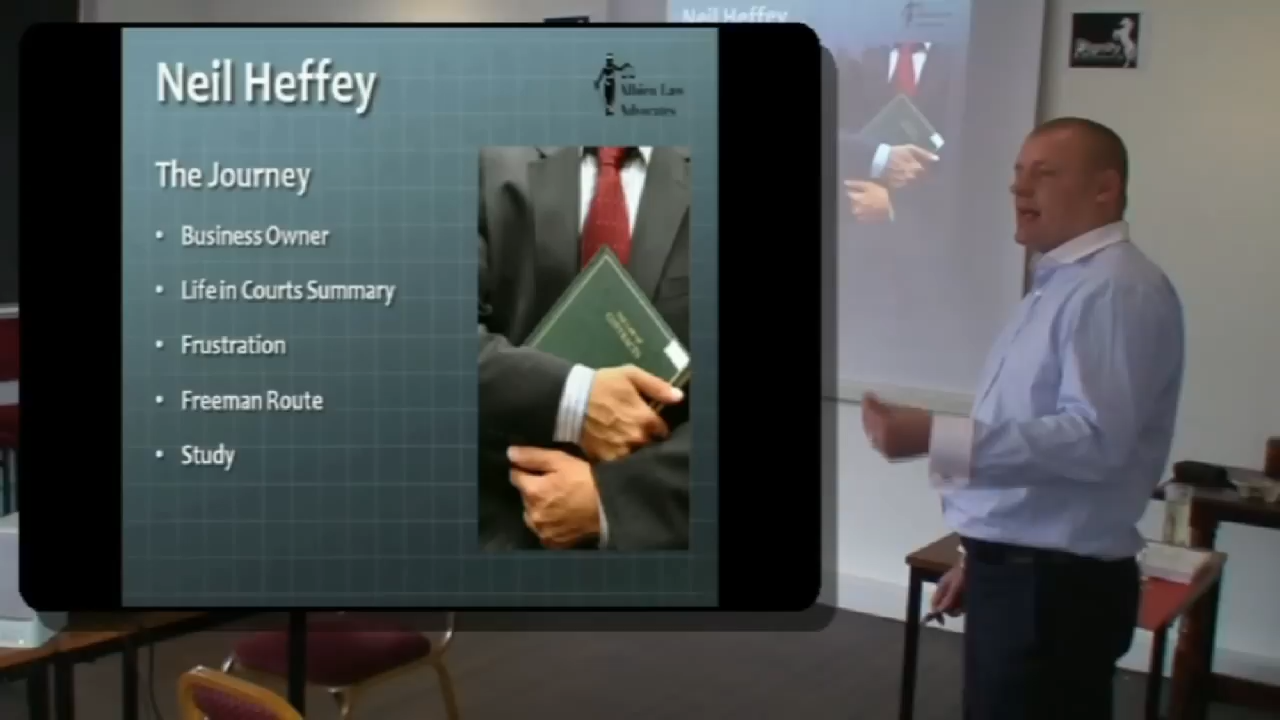 Neil Heffey
Albion Law
Advocates
The Journey
• Business Owner
• Life in Courts Summary
• Frustration
• Freeman Route
• Study
Neil Heffey